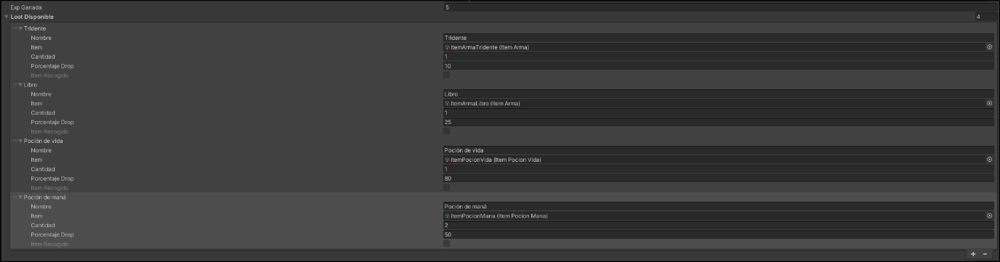 Exp Ganada 5
Loot Disponible 4
Tridente
Nombre Tridente
Item ItemArmaTridente (Item Arma)
Cantidad 1
Porcentaje Drop 10
Item Recogido
Libro
Nombre Libro
Item ItemArmaLibro (Item Arma)
Cantidad 1
Porcentaje Drop 25
Item Recogido
Poción de vida
Nombre Poción de vida
Item ItemPocionVida (Item Pocion Vida)
Cantidad 1
Porcentaje Drop 80
Item Recogido
Poción de maná
Nombre Poción de maná
Item ItemPocionMana (Item Pocion Mana)
Cantidad 2
Porcentaje Drop 50
Item Recogido
+ −